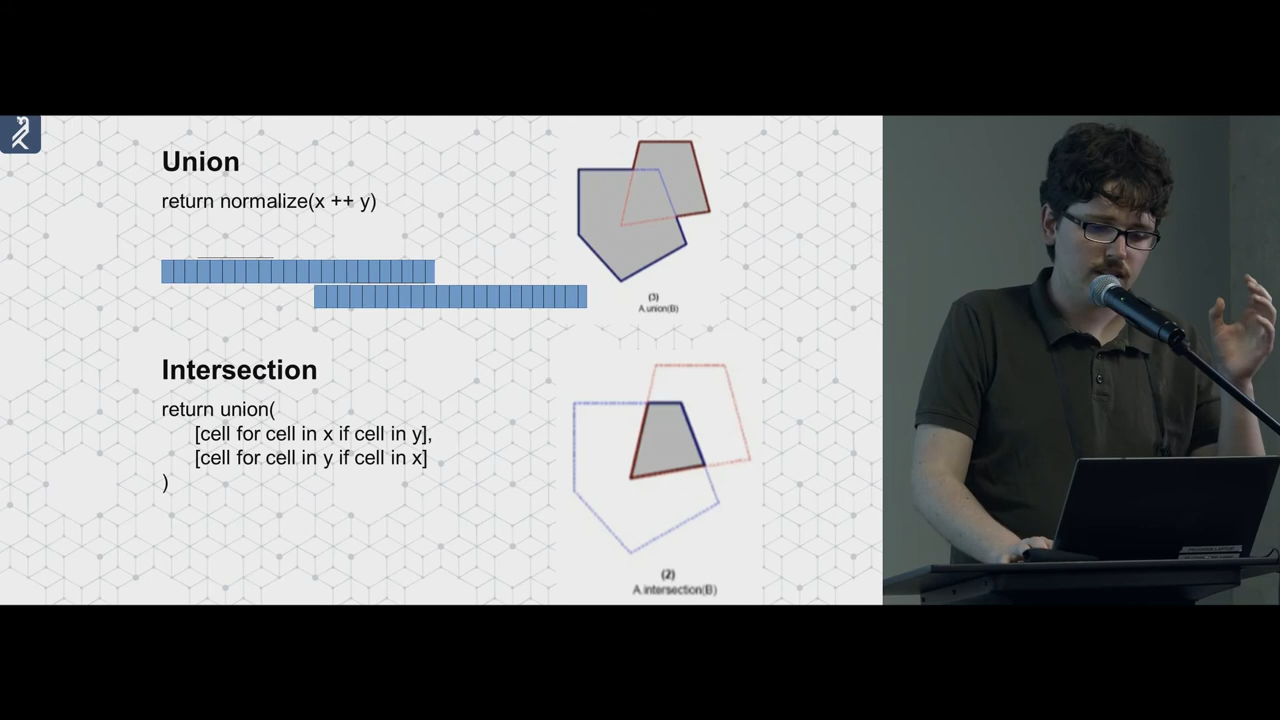 Union
return normalize(x ++ y)
(3)
A.union(B)
Intersection
return union(
[cell for cell in x if cell in y],
[cell for cell in y if cell in x]
)
(2)
A.intersection(B)